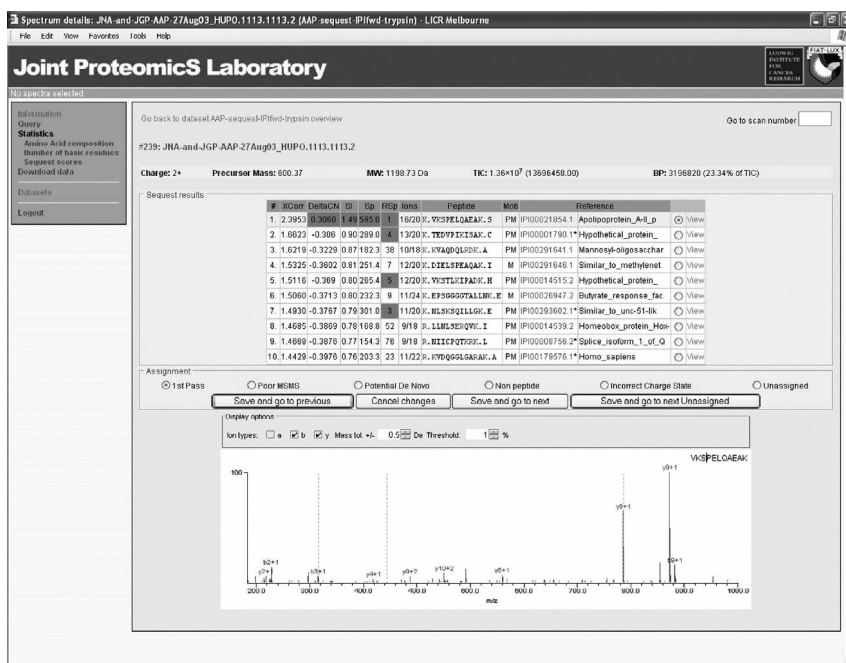 Spectrum details: JNA-and-JGP-AAP-27Aug03_HUPO.1113.1113.2 (AAP-sequest-IPIfwd-trypsin) - LICR Melbourne
File Edit View Favorites Tools Help
Joint ProteomicS Laboratory
LUDWIG INSTITUTE FOR CANCER RESEARCH
FIAT LUX
No spectra selected.
Information
Query
Statistics
Amino Acid composition
Number of basic residues
Sequest scores
Download data
Datasets
Logout
Go back to dataset AAP-sequest-IPIfwd-trypsin overview
Go to scan number
#239: JNA-and-JGP-AAP-27Aug03_HUPO.1113.1113.2
Charge: 2+ Precursor Mass: 600.37 MW: 1198.73 Da TIC: 1.36×10⁷ (13696458.00) BP: 3196820 (23.34% of TIC)
Sequest results
# XCorr DeltaCN SI Sp RSp Ions Peptide Mob Reference
1. 2.3953 0.3060 1.49 595.0 1 16/20 K.VKSPELQAEAK.S PM IPI00021854.1 Apolipoprotein_A-II_p View
2. 1.6623 -0.306 0.90 289.0 4 13/20 K.TEDVPIKISAK.C PM IPI00001790.1* Hypothetical_protein_ View
3. 1.6219 -0.3229 0.87 182.3 38 10/18 K.KVAQDQLRDK.A PM IPI00291641.1 Mannosyl-oligosacchar View
4. 1.5325 -0.3602 0.81 251.4 7 12/20 K.DIELSPEAQAK.I M IPI00291646.1 Similar_to_methylenet View
5. 1.5116 -0.369 0.80 265.4 5 12/20 K.VKSTLKIPADK.H PM IPI00014515.2 Hypothetical_protein_ View
6. 1.5060 -0.3713 0.80 232.3 9 11/24 K.EPSGGGGTALLNK.E M IPI00026947.2 Butyrate_response_fac View
7. 1.4930 -0.3767 0.79 301.0 3 11/20 K.NLSKSQILLGK.E PM IPI00293602.1* Similar_to_unc-51-lik View
8. 1.4685 -0.3869 0.78 168.8 52 9/18 R.LLNLSERQVK.I PM IPI00014539.2 Homeobox_protein_Hox- View
9. 1.4669 -0.3876 0.77 154.3 76 9/18 R.NIICPQTKRK.L PM IPI00008756.2* Splice_isoform_1_of_Q View
10. 1.4429 -0.3976 0.76 203.3 23 11/22 R.KVDQGGLGARAK.A PM IPI00179576.1* Homo_sapiens View
Assignment
1st Pass Poor MSMS Potential De Novo Non peptide Incorrect Charge State Unassigned
Save and go to previous Cancel changes Save and go to next Save and go to next Unassigned
Display options
Ion types: a b y Mass tol: +/- 0.5 Da Threshold: 1 %
VKSPELQAEAK
y9+1
100
y8+1
b2+1
b9+1
y2+1 b3+1 y4+1 y9+2 y10+2 y5+1
200.0 300.0 400.0 500.0 600.0 700.0 800.0 900.0 1000.0
m/z